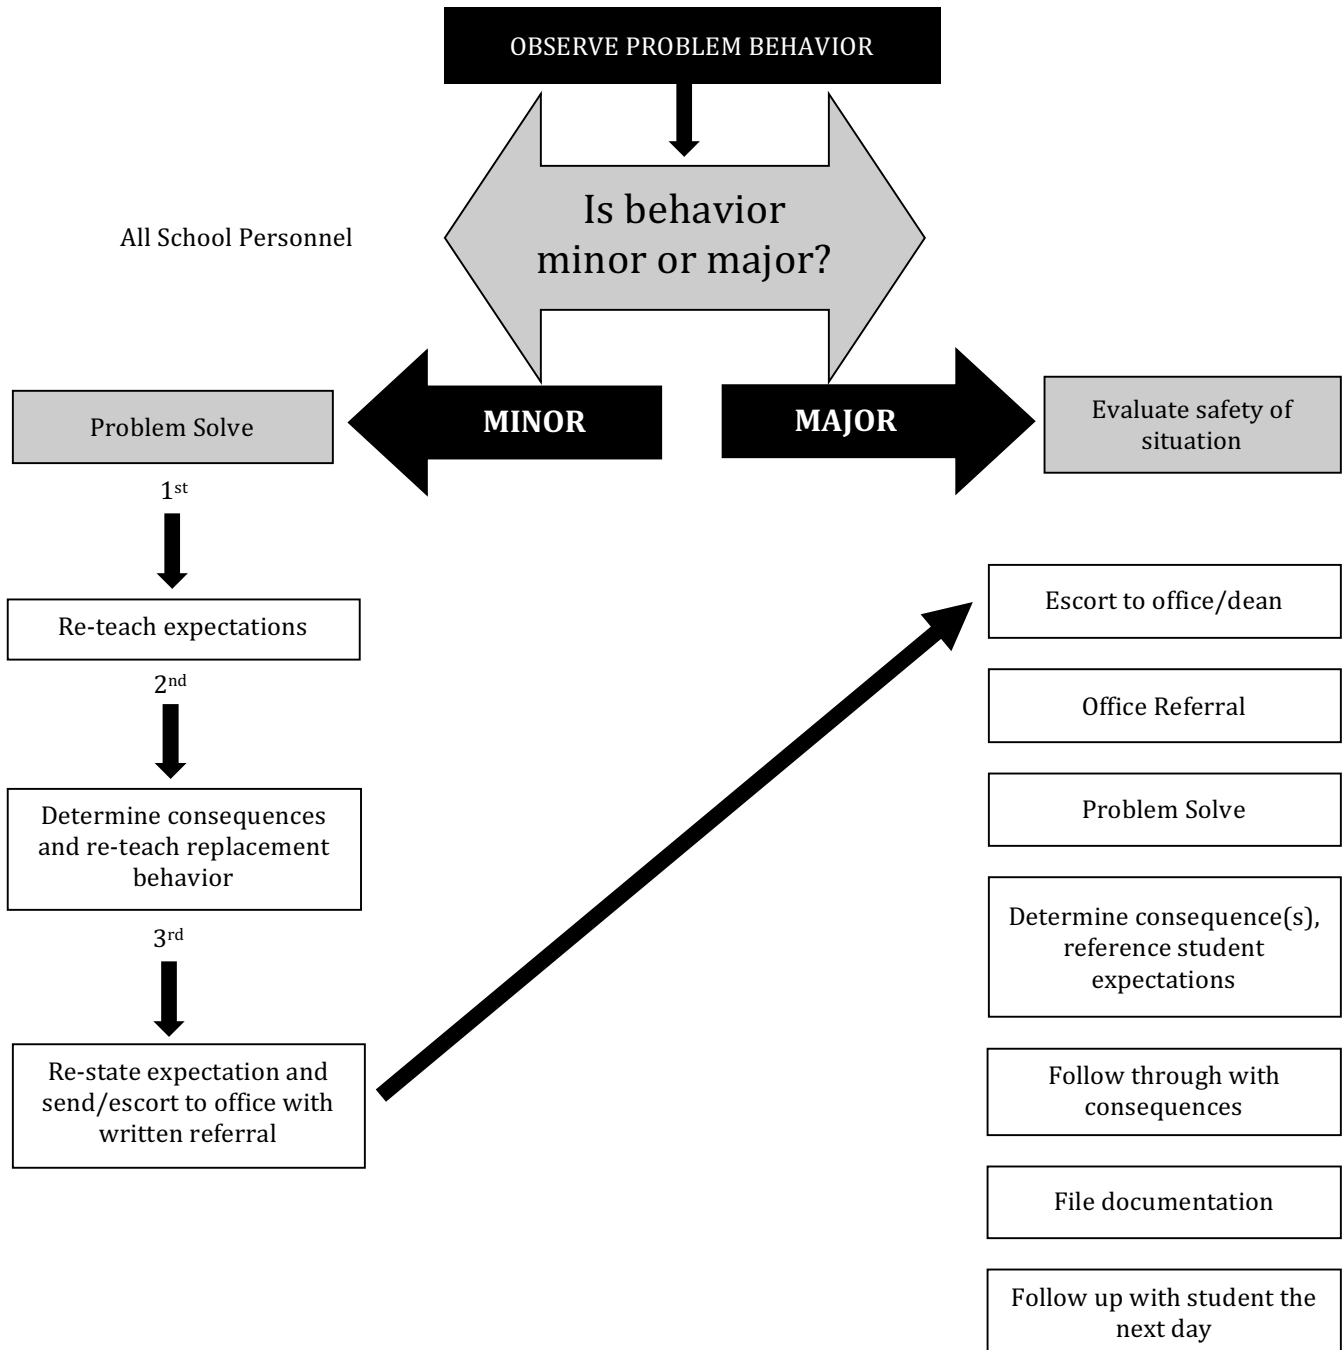 OBSERVE PROBLEM BEHAVIOR
Is behavior
minor or major?
All School Personnel
MINOR
MAJOR
Problem Solve
1st
Re-teach expectations
2nd
Determine consequences
and re-teach replacement
behavior
3rd
Re-state expectation and
send/escort to office with
written referral
Evaluate safety of
situation
Escort to office/dean
Office Referral
Problem Solve
Determine consequence(s),
reference student
expectations
Follow through with
consequences
File documentation
Follow up with student the
next day